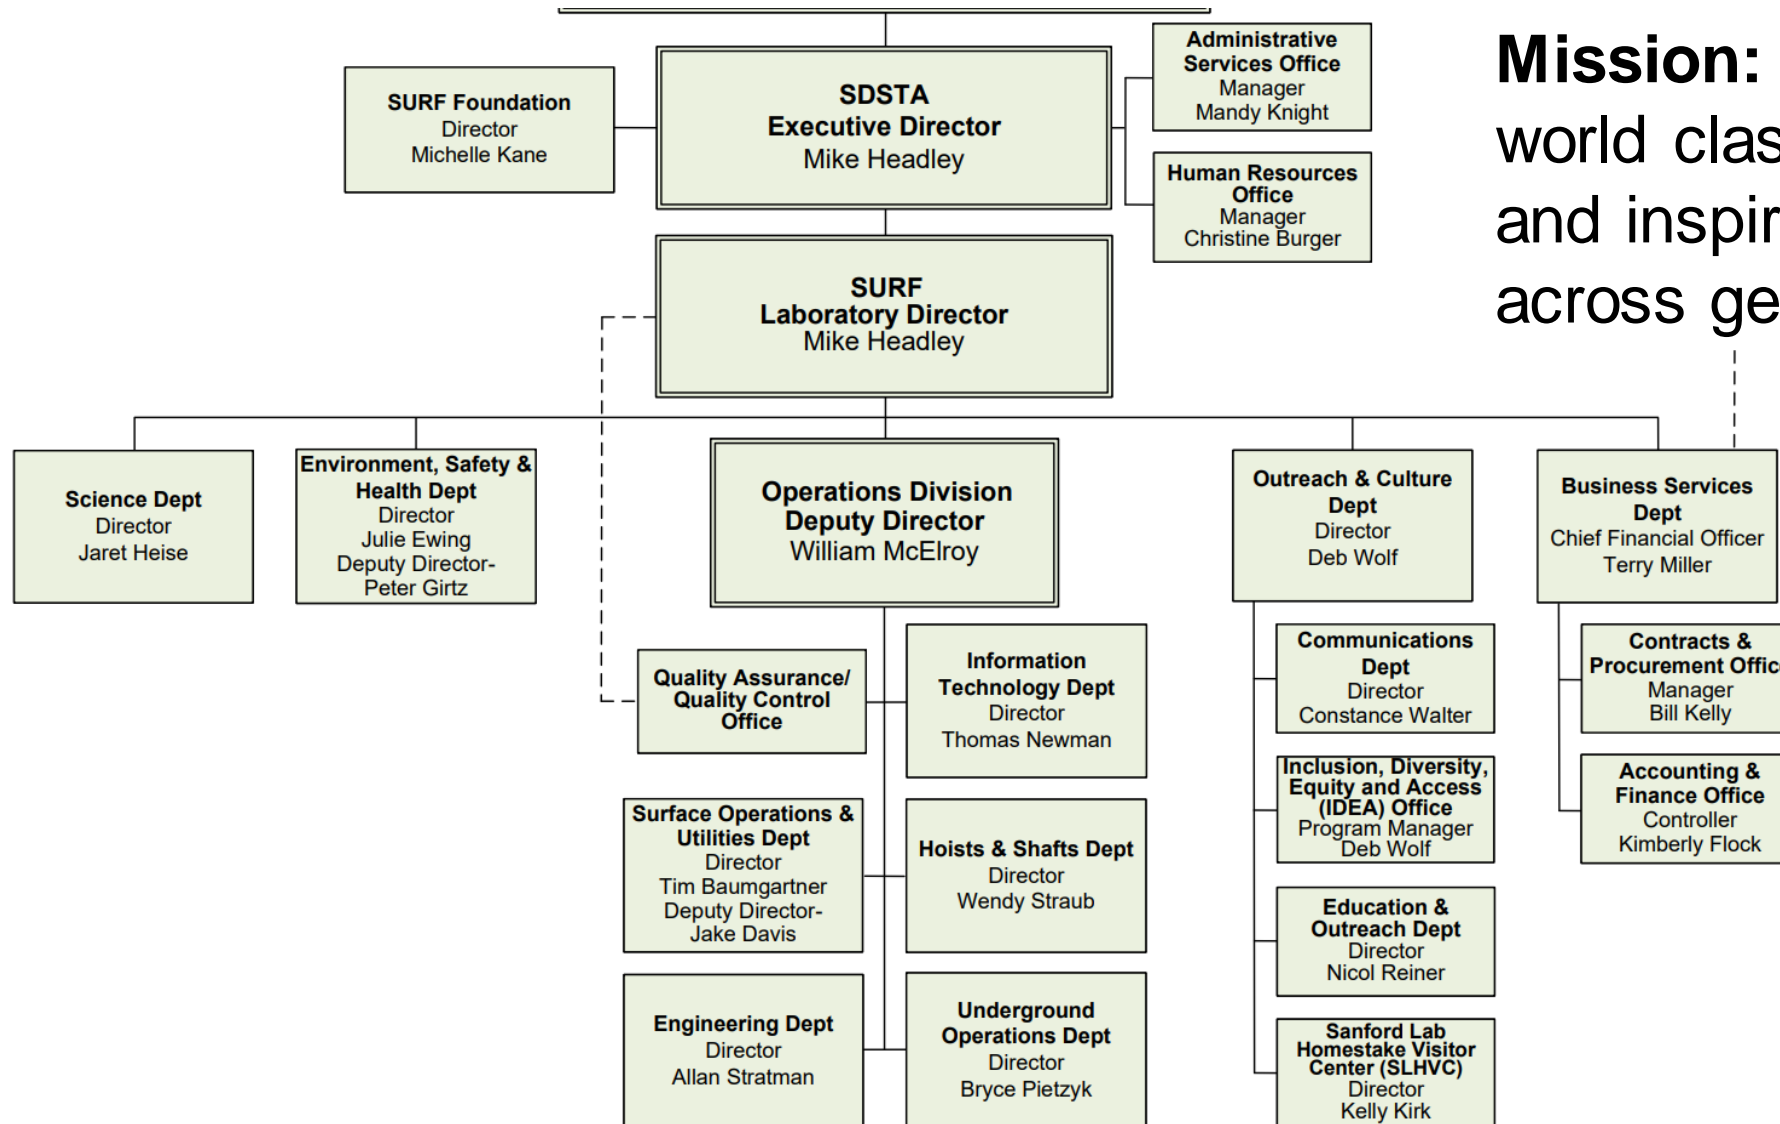 SURF Foundation
Director
Michelle Kane
SDSTA
Executive Director
Mike Headley
Administrative
Services Office
Manager
Mandy Knight
Human Resources
Office
Manager
Christine Burger
Mission:
world clas
and inspir
across ge
SURF
Laboratory Director
Mike Headley
Science Dept
Director
Jaret Heise
Environment, Safety &
Health Dept
Director
Julie Ewing
Deputy Director-
Peter Girtz
Operations Division
Deputy Director
William McElroy
Outreach & Culture
Dept
Director
Deb Wolf
Business Services
Dept
Chief Financial Officer
Terry Miller
Quality Assurance/
Quality Control
Office
Information
Technology Dept
Director
Thomas Newman
Surface Operations &
Utilities Dept
Director
Tim Baumgartner
Deputy Director-
Jake Davis
Hoists & Shafts Dept
Director
Wendy Straub
Engineering Dept
Director
Allan Stratman
Underground
Operations Dept
Director
Bryce Pietzyk
Communications
Dept
Director
Constance Walter
Inclusion, Diversity,
Equity and Access
(IDEA) Office
Program Manager
Deb Wolf
Education &
Outreach Dept
Director
Nicol Reiner
Sanford Lab
Homestake Visitor
Center (SLHVC)
Director
Kelly Kirk
Contracts &
Procurement Offic
Manager
Bill Kelly
Accounting &
Finance Office
Controller
Kimberly Flock